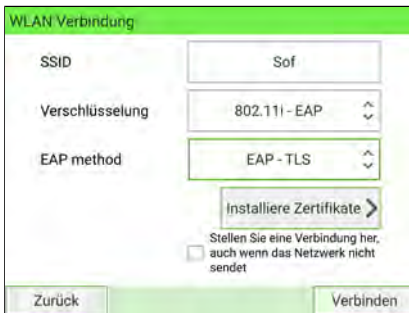 WLAN Verbindung
SSID Sof
Verschlüsselung 802.11i - EAP
EAP method EAP - TLS
Installiere Zertifikate
Stellen Sie eine Verbindung her,
auch wenn das Netzwerk nicht
sendet
Zurück Verbinden